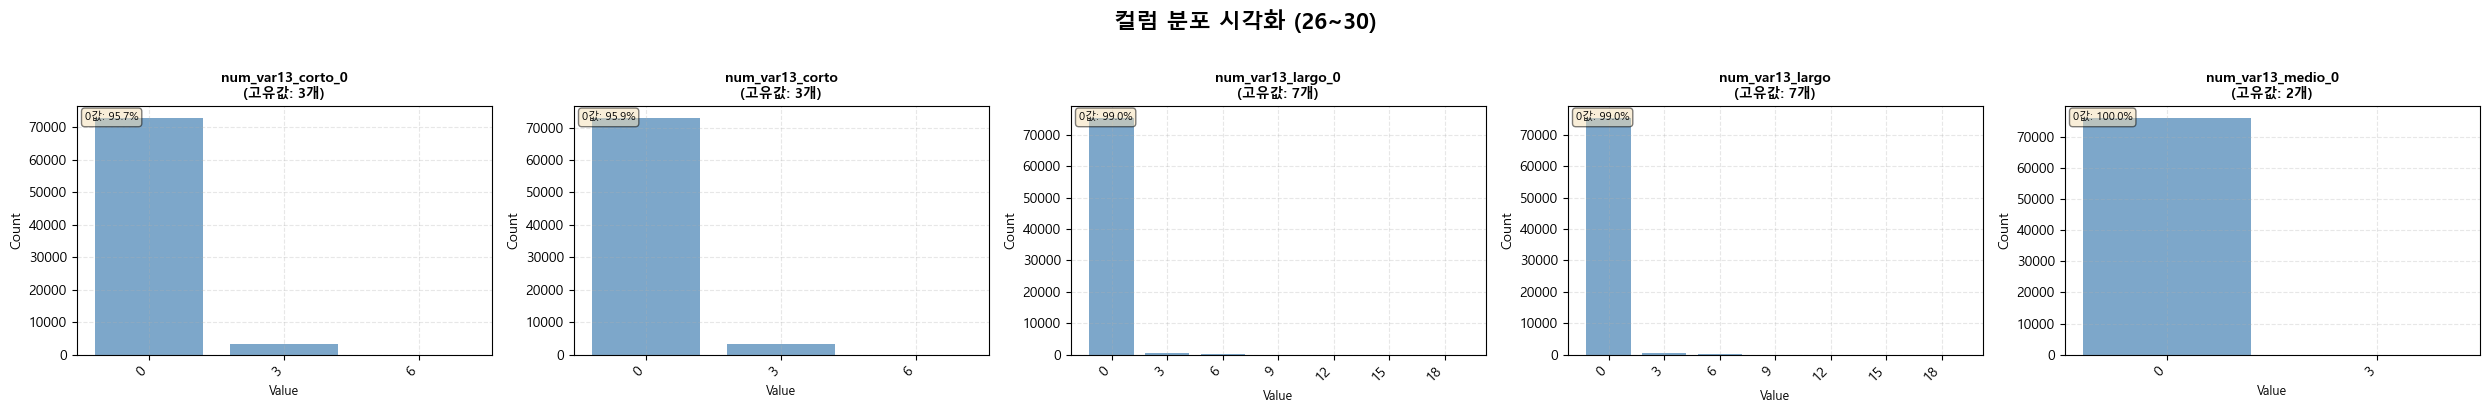 컬럼 분포 시각화 (26~30)
num_var13_corto_0
(고유값: 3개)
0값: 95.7%
Count
70000
60000
50000
40000
30000
20000
10000
0
0 3 6
Value
num_var13_corto
(고유값: 3개)
0값: 95.9%
Count
70000
60000
50000
40000
30000
20000
10000
0
0 3 6
Value
num_var13_largo_0
(고유값: 7개)
0값: 99.0%
Count
70000
60000
50000
40000
30000
20000
10000
0
0 3 6 9 12 15 18
Value
num_var13_largo
(고유값: 7개)
0값: 99.0%
Count
70000
60000
50000
40000
30000
20000
10000
0
0 3 6 9 12 15 18
Value
num_var13_medio_0
(고유값: 2개)
0값: 100.0%
Count
70000
60000
50000
40000
30000
20000
10000
0
0 3
Value